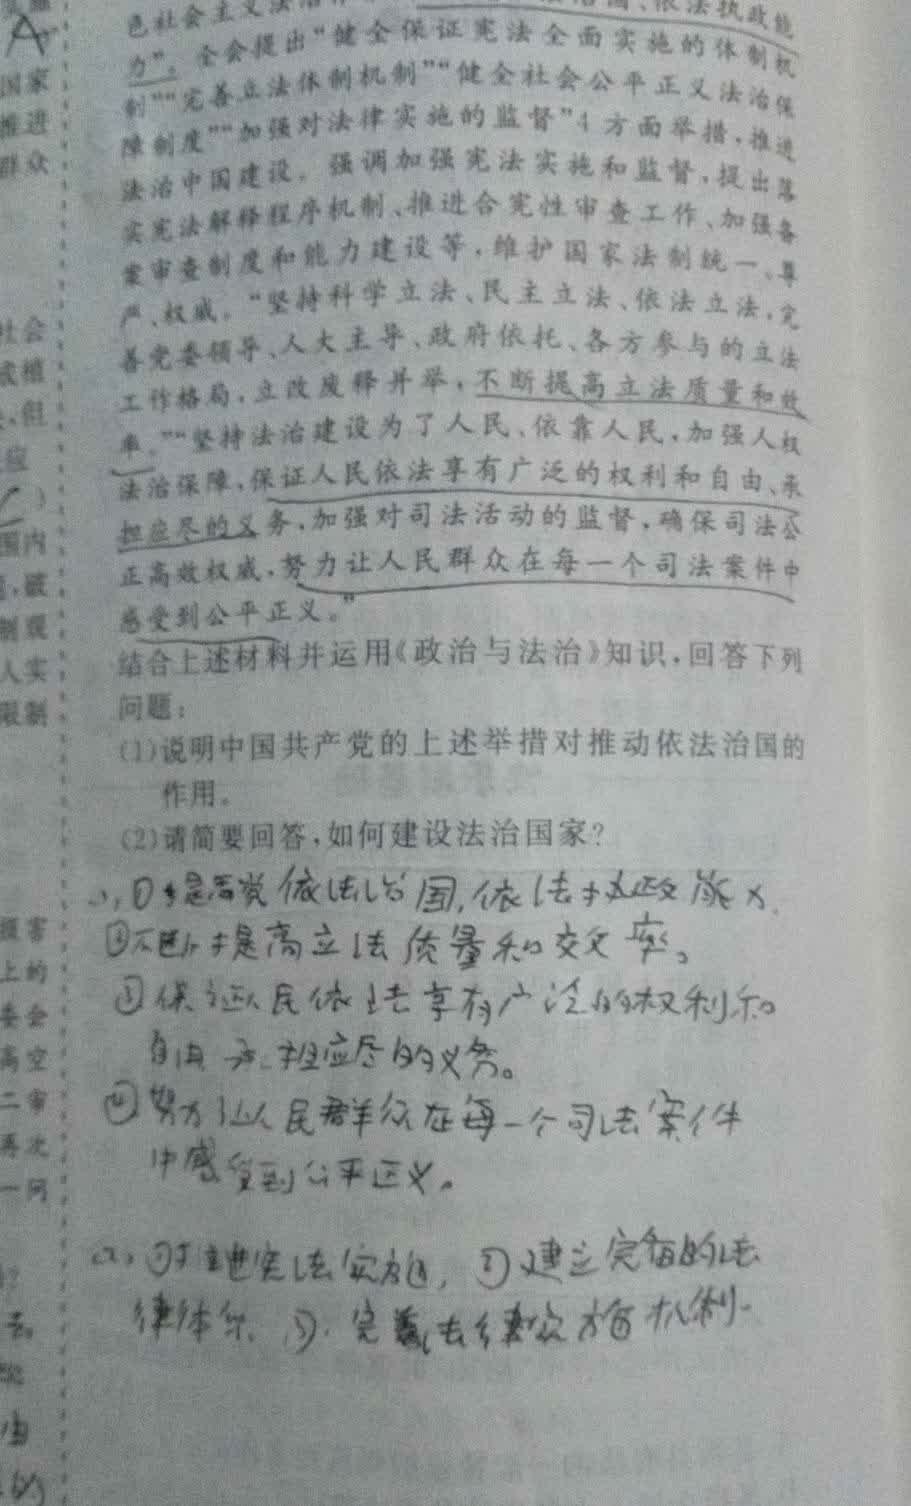 色社会主义法治
国、依法执政能
力”。全会提出“健全保证宪法全面实施的体制机
制”“完善立法体制机制”“健全社会公平正义法治保
障制度”“加强对法律实施的监督”4方面举措,推进
法治中国建设。强调加强宪法实施和监督,提出落
实宪法解释程序机制、推进合宪性审查工作、加强备
案审查制度和能力建设等,维护国家法制统一、尊
严、权威。“坚持科学立法、民主立法、依法立法,完
善党委领导、人大主导、政府依托、各方参与的立法
工作格局,立改废释并举,不断提高立法质量和效
率。”“坚持法治建设为了人民、依靠人民,加强人权
法治保障,保证人民依法享有广泛的权利和自由、承
担应尽的义务,加强对司法活动的监督,确保司法公
正高效权威,努力让人民群众在每一个司法案件中
感受到公平正义。”
结合上述材料并运用《政治与法治》知识,回答下列
问题:
(1)说明中国共产党的上述举措对推动依法治国的
作用。
(2)请简要回答,如何建设法治国家?
①提高党依法治国,依法执政能力.
②不断提高立法质量和效率。
③保证人民依法享有广泛的权利和
自由 承担应尽的义务。
④努力让人民群众在每一个司法案件
中感受到公平正义。
①推进宪法实施, ②建立完备的法
律体系 ③.完善法律实施机制.
A
国家
推进
群众
社会
,但
应
国内
制观
人实
限制
上的
委会
高空
二审
再次